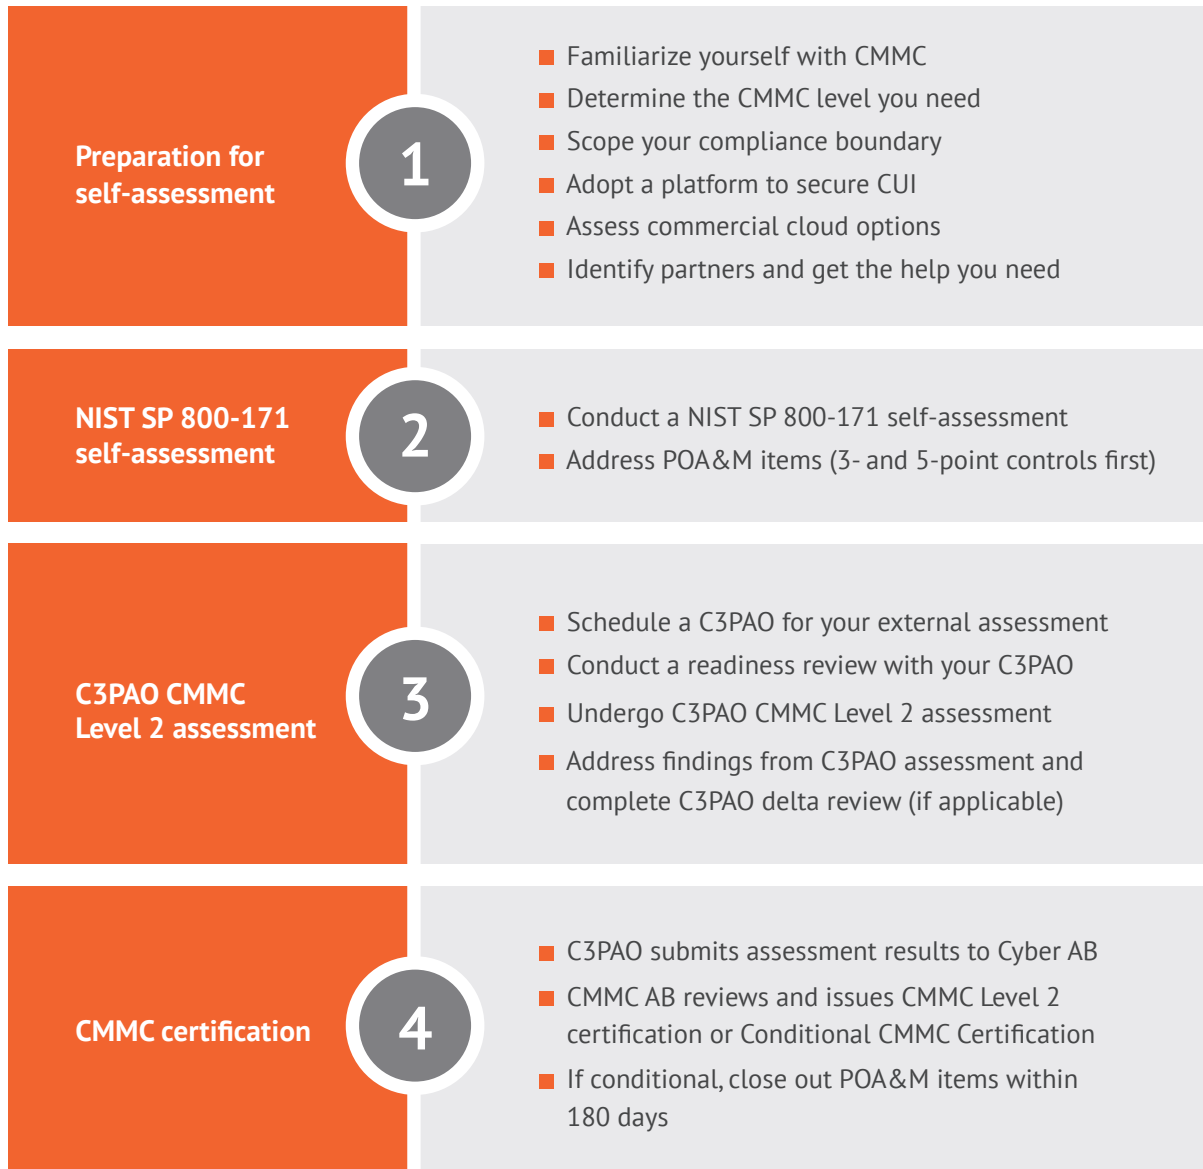 Preparation for
self-assessment
1
Familiarize yourself with CMMC
Determine the CMMC level you need
Scope your compliance boundary
Adopt a platform to secure CUI
Assess commercial cloud options
Identify partners and get the help you need
NIST SP 800-171
self-assessment
2
Conduct a NIST SP 800-171 self-assessment
Address POA&M items (3- and 5-point controls first)
C3PAO CMMC
Level 2 assessment
3
Schedule a C3PAO for your external assessment
Conduct a readiness review with your C3PAO
Undergo C3PAO CMMC Level 2 assessment
Address findings from C3PAO assessment and
complete C3PAO delta review (if applicable)
CMMC certification
4
C3PAO submits assessment results to Cyber AB
CMMC AB reviews and issues CMMC Level 2
certification or Conditional CMMC Certification
If conditional, close out POA&M items within
180 days